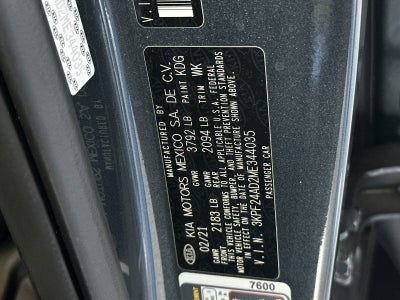 MANUFACTURED BY
KIA MOTORS MEXICO S.A. DE C.V.
02/21 GVWR 3792 LB PAINT KDG
GAWR FRONT 2183 LB GAWR REAR 2094 LB TRIM WK
THIS VEHICLE CONFORMS TO ALL APPLICABLE U.S.A. FEDERAL
MOTOR VEHICLE SAFETY, BUMPER, AND THEFT PREVENTION STANDARDS
IN EFFECT ON THE DATE OF MANUFACTURE SHOWN ABOVE.
V.I.N. 3KPF24AD2ME344035
PASSENGER CAR
KIA
7600
V.I